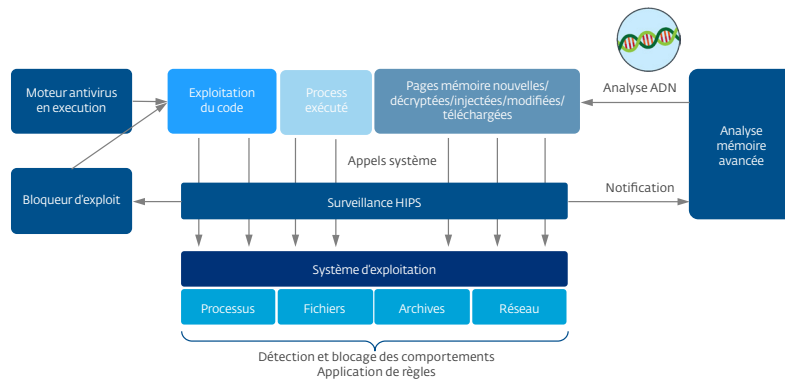 Moteur antivirus
en execution
Exploitation
du code
Process
exécuté
Pages mémoire nouvelles/
décryptées/injectées/modifiées/
téléchargées
Analyse ADN
Analyse
mémoire
avancée
Appels système
Bloqueur d'exploit
Surveillance HIPS
Notification
Système d'exploitation
Processus
Fichiers
Archives
Réseau
Détection et blocage des comportements
Application de règles